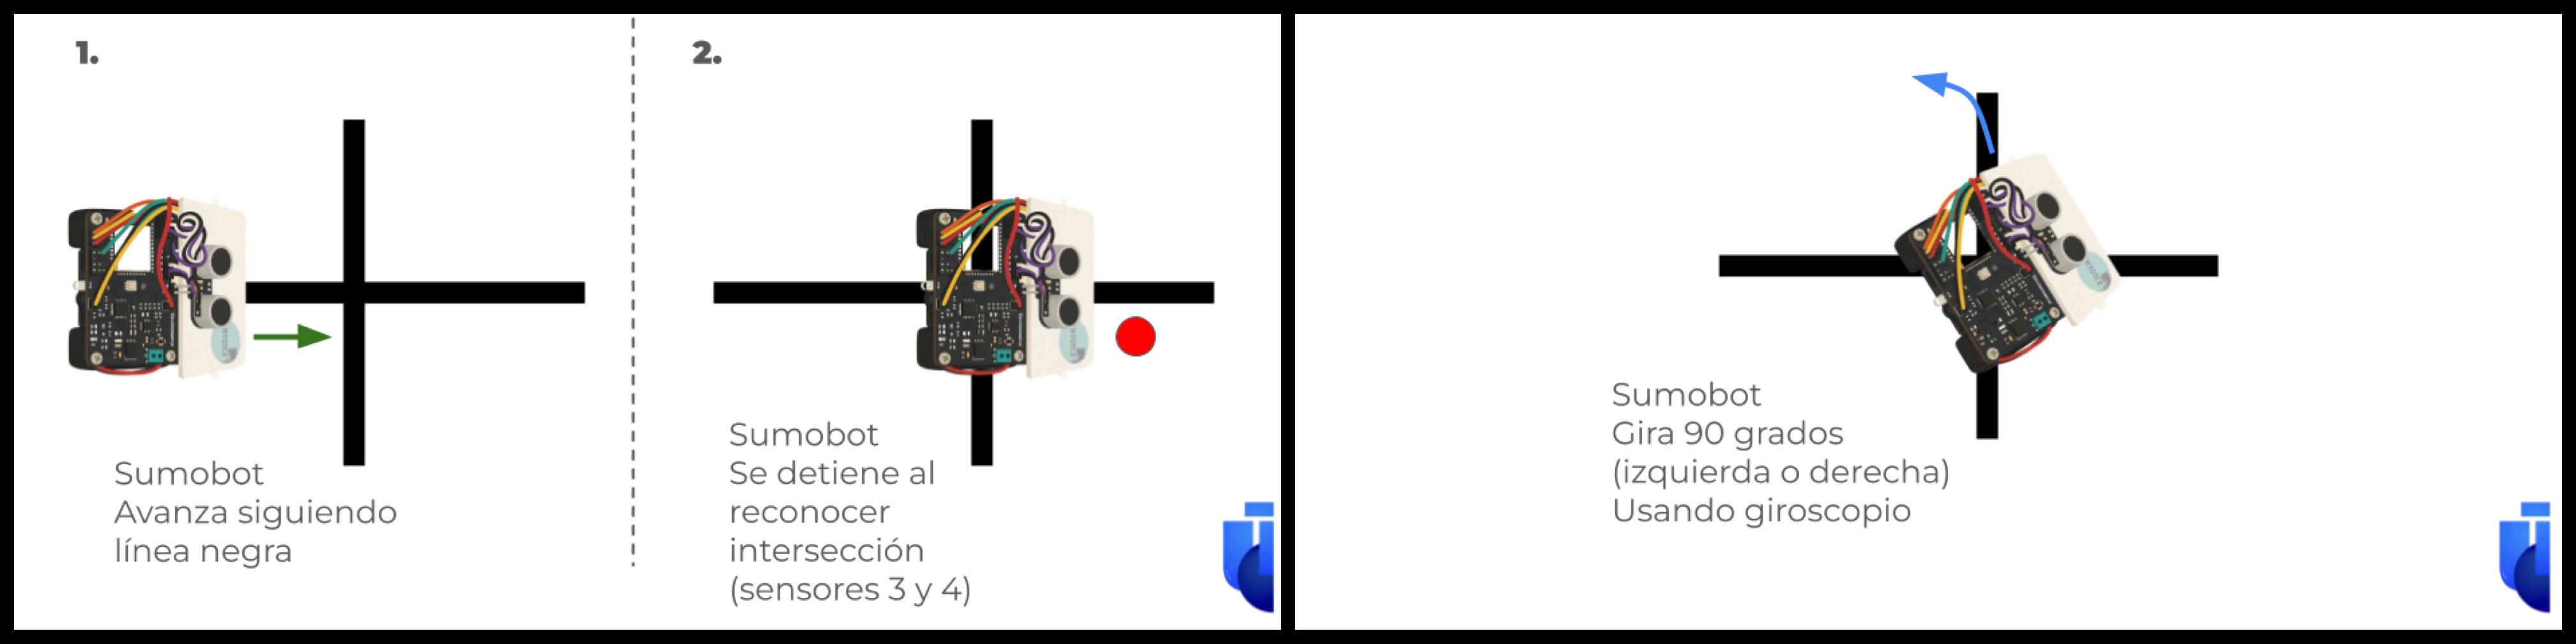 1.
Sumobot
Avanza siguiendo
línea negra
2.
Sumobot
Se detiene al
reconocer
intersección
(sensores 3 y 4)
Sumobot
Gira 90 grados
(izquierda o derecha)
Usando giroscopio